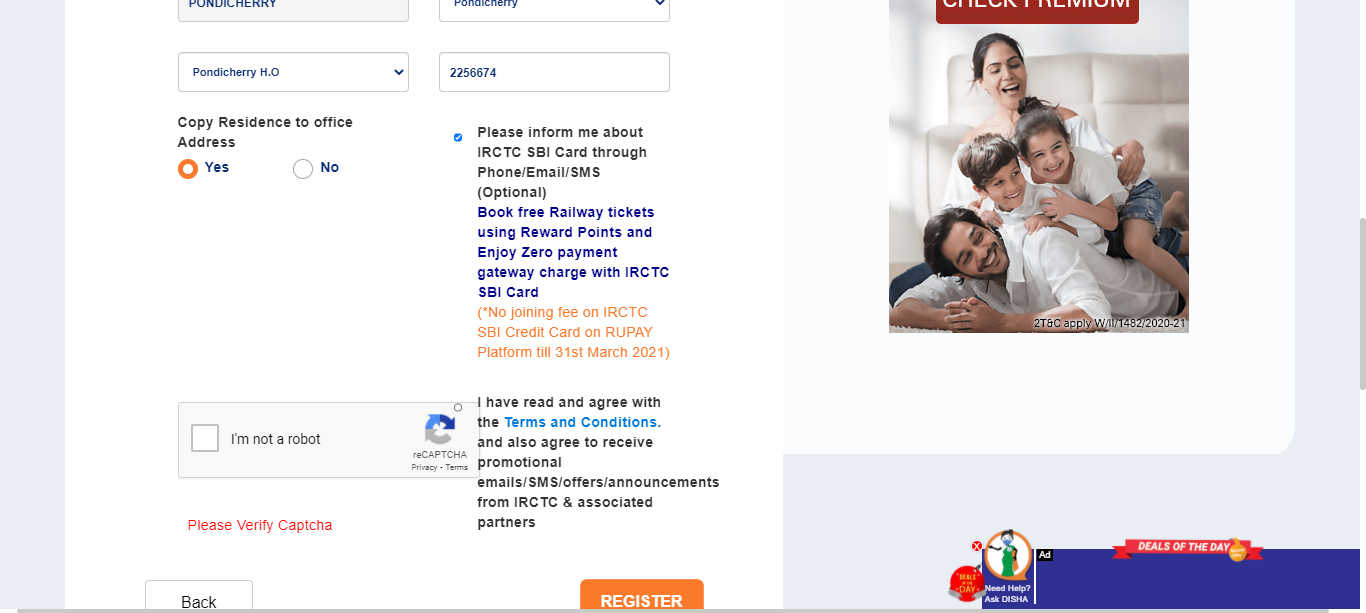 PONDICHERRY
Pondicherry
CHECK PREMIUM
Pondicherry H.O
2256674
Copy Residence to office
Address
Yes
No
Please inform me about
IRCTC SBI Card through
Phone/Email/SMS
(Optional)
Book free Railway tickets
using Reward Points and
Enjoy Zero payment
gateway charge with IRCTC
SBI Card
(*No joining fee on IRCTC
SBI Credit Card on RUPAY
Platform till 31st March 2021)
2T&C apply W/II/1482/2020-21
I'm not a robot
reCAPTCHA
Privacy - Terms
I have read and agree with
the Terms and Conditions.
and also agree to receive
promotional
emails/SMS/offers/announcements
from IRCTC & associated
partners
Please Verify Captcha
Back
REGISTER
DEALS OF THE DAY
Ad
DEALS
OF THE
DAY
Need Help?
Ask DISHA